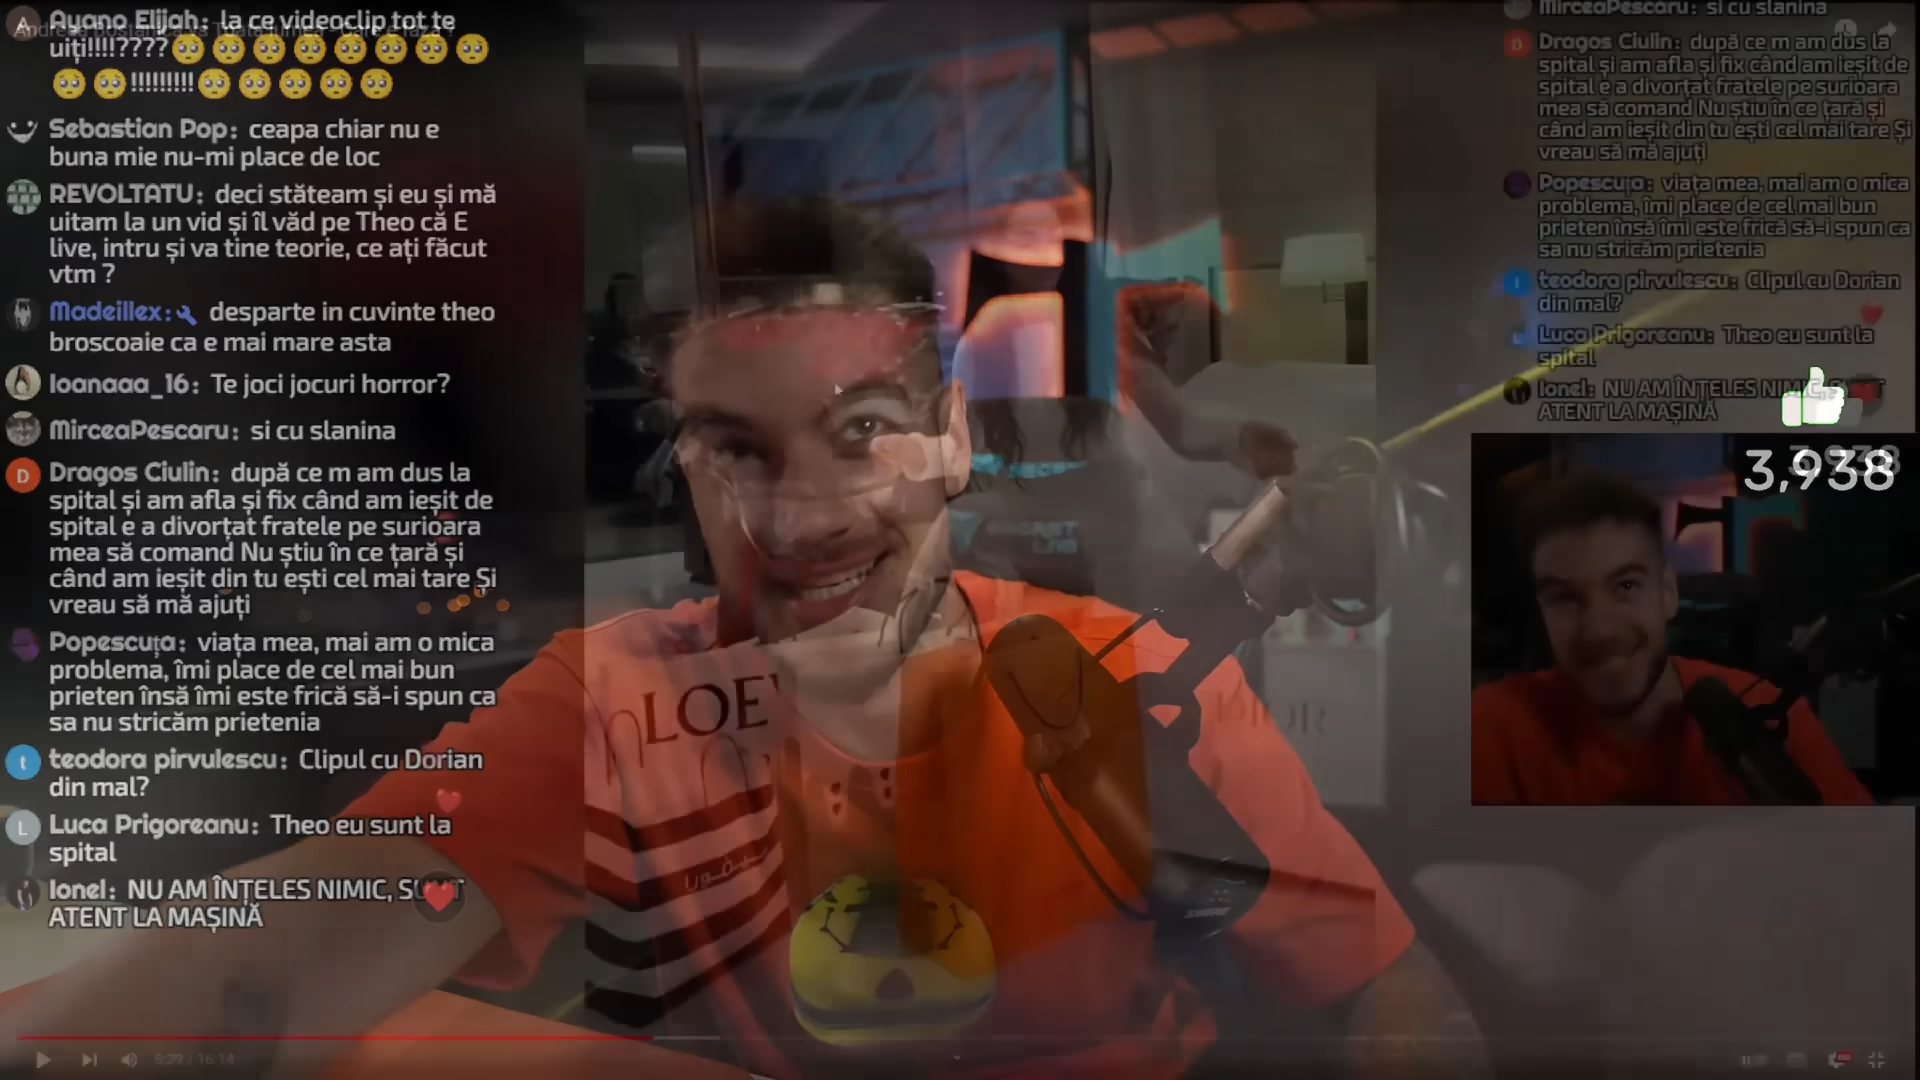 Ayano Elijah: la ce videoclip tot te
uiți!!!!????🥺🥺🥺🥺🥺🥺🥺🥺
🥺🥺!!!!!!!!!🥺🥺🥺🥺🥺
Sebastian Pop: ceapa chiar nu e
buna mie nu-mi place de loc
REVOLTATU: deci stăteam și eu și mă
uitam la un vid și îl văd pe Theo că E
live, intru și va tine teorie, ce ați făcut
vtm ?
Madeillex: desparte in cuvinte theo
broscoaie ca e mai mare asta
Ioanaaa_16: Te joci jocuri horror?
MirceaPescaru: si cu slanina
D Dragos Ciulin: după ce m am dus la
spital și am afla și fix când am ieșit de
spital e a divorțat fratele pe surioara
mea să comand Nu știu în ce țară și
când am ieșit din tu ești cel mai tare Și
vreau să mă ajuți
Popescuța: viața mea, mai am o mica
problema, îmi place de cel mai bun
prieten însă îmi este frică să-i spun ca
sa nu stricăm prietenia
t teodora pirvulescu: Clipul cu Dorian
din mal?
L Luca Prigoreanu: Theo eu sunt la
spital
Ionel: NU AM ÎNȚELES NIMIC,
ATENT LA MAȘINĂ
LOE
DIOR
SECRET
LAB
SHURE
5:29 / 16:14
MirceaPescaru: si cu slanina
D Dragos Ciulin: după ce m am dus la
spital și am afla și fix când am ieșit de
spital e a divorțat fratele pe surioara
mea să comand Nu știu în ce țară și
când am ieșit din tu ești cel mai tare Și
vreau să mă ajuți
Popescuța: viața mea, mai am o mica
problema, îmi place de cel mai bun
prieten însă îmi este frică să-i spun ca
sa nu stricăm prietenia
t teodora pirvulescu: Clipul cu Dorian
din mal?
L Luca Prigoreanu: Theo eu sunt la
spital
Ionel: NU AM ÎNȚELES NIMIC,
ATENT LA MAȘINĂ
3,938